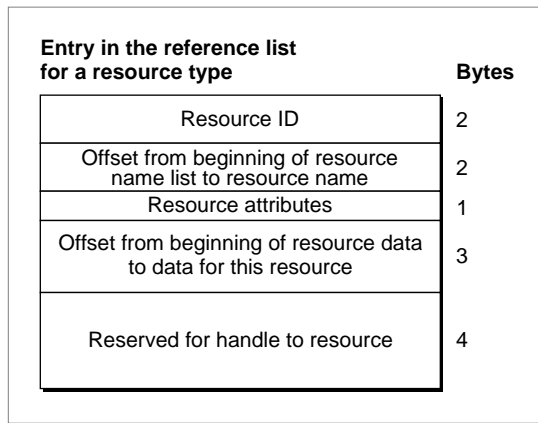 Entry in the reference list
for a resource type
Bytes
Resource ID
2
Offset from beginning of resource
name list to resource name
2
Resource attributes
1
Offset from beginning of resource data
to data for this resource
3
Reserved for handle to resource
4